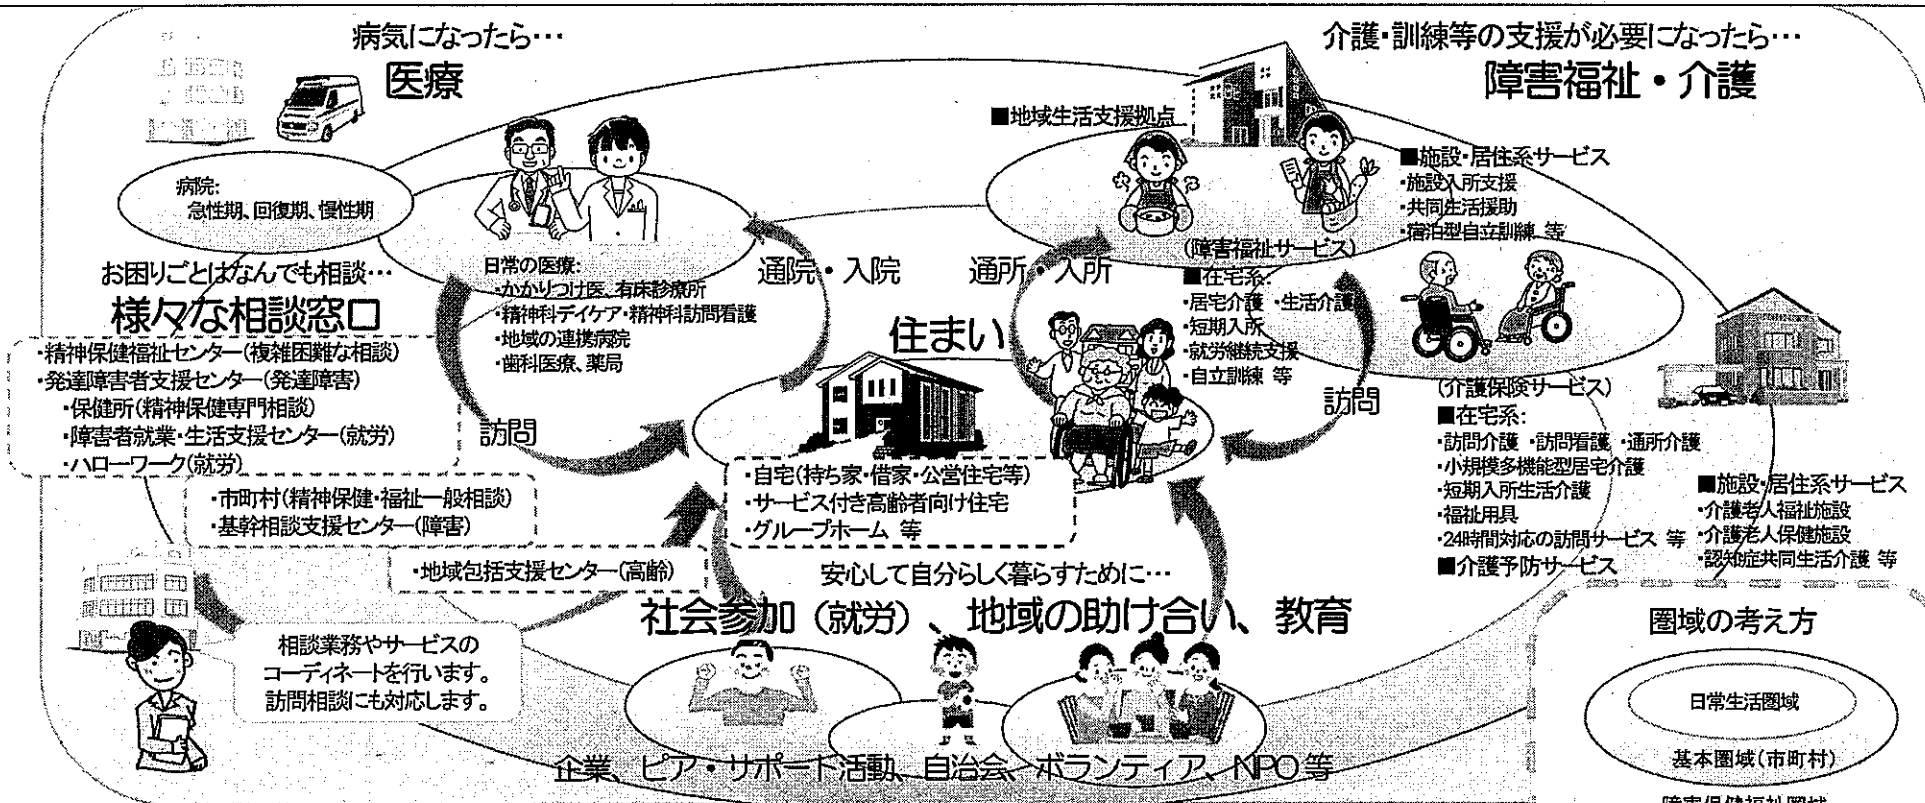 病気になったら…
医療
病院:
急性期、回復期、慢性期
日常の医療:
・かかりつけ医、有床診療所
・精神科デイケア・精神科訪問看護
・地域の連携病院
・歯科医療、薬局
通院・入院
訪問
お困りごとはなんでも相談…
様々な相談窓口
・精神保健福祉センター(複雑困難な相談)
・発達障害者支援センター(発達障害)
・保健所(精神保健専門相談)
・障害者就業・生活支援センター(就労)
・ハローワーク(就労)
・市町村(精神保健・福祉一般相談)
・基幹相談支援センター(障害)
・地域包括支援センター(高齢)
相談業務やサービスの
コーディネートを行います。
訪問相談にも対応します。
住まい
・自宅(持ち家・借家・公営住宅等)
・サービス付き高齢者向け住宅
・グループホーム 等
介護・訓練等の支援が必要になったら…
障害福祉・介護
■地域生活支援拠点
通所・入所
(障害福祉サービス)
■在宅系:
・居宅介護 ・生活介護
・短期入所
・就労継続支援
・自立訓練 等
■施設・居住系サービス
・施設入所支援
・共同生活援助
・宿泊型自立訓練 等
訪問
(介護保険サービス)
■在宅系:
・訪問介護 ・訪問看護 ・通所介護
・小規模多機能型居宅介護
・短期入所生活介護
・福祉用具
・24時間対応の訪問サービス 等
■介護予防サービス
■施設・居住系サービス
・介護老人福祉施設
・介護老人保健施設
・認知症共同生活介護 等
安心して自分らしく暮らすために…
社会参加(就労)、地域の助け合い、教育
企業、ピア・サポート活動、自治会、ボランティア、NPO 等
圏域の考え方
日常生活圏域
基本圏域(市町村)
障害保健福祉圏域